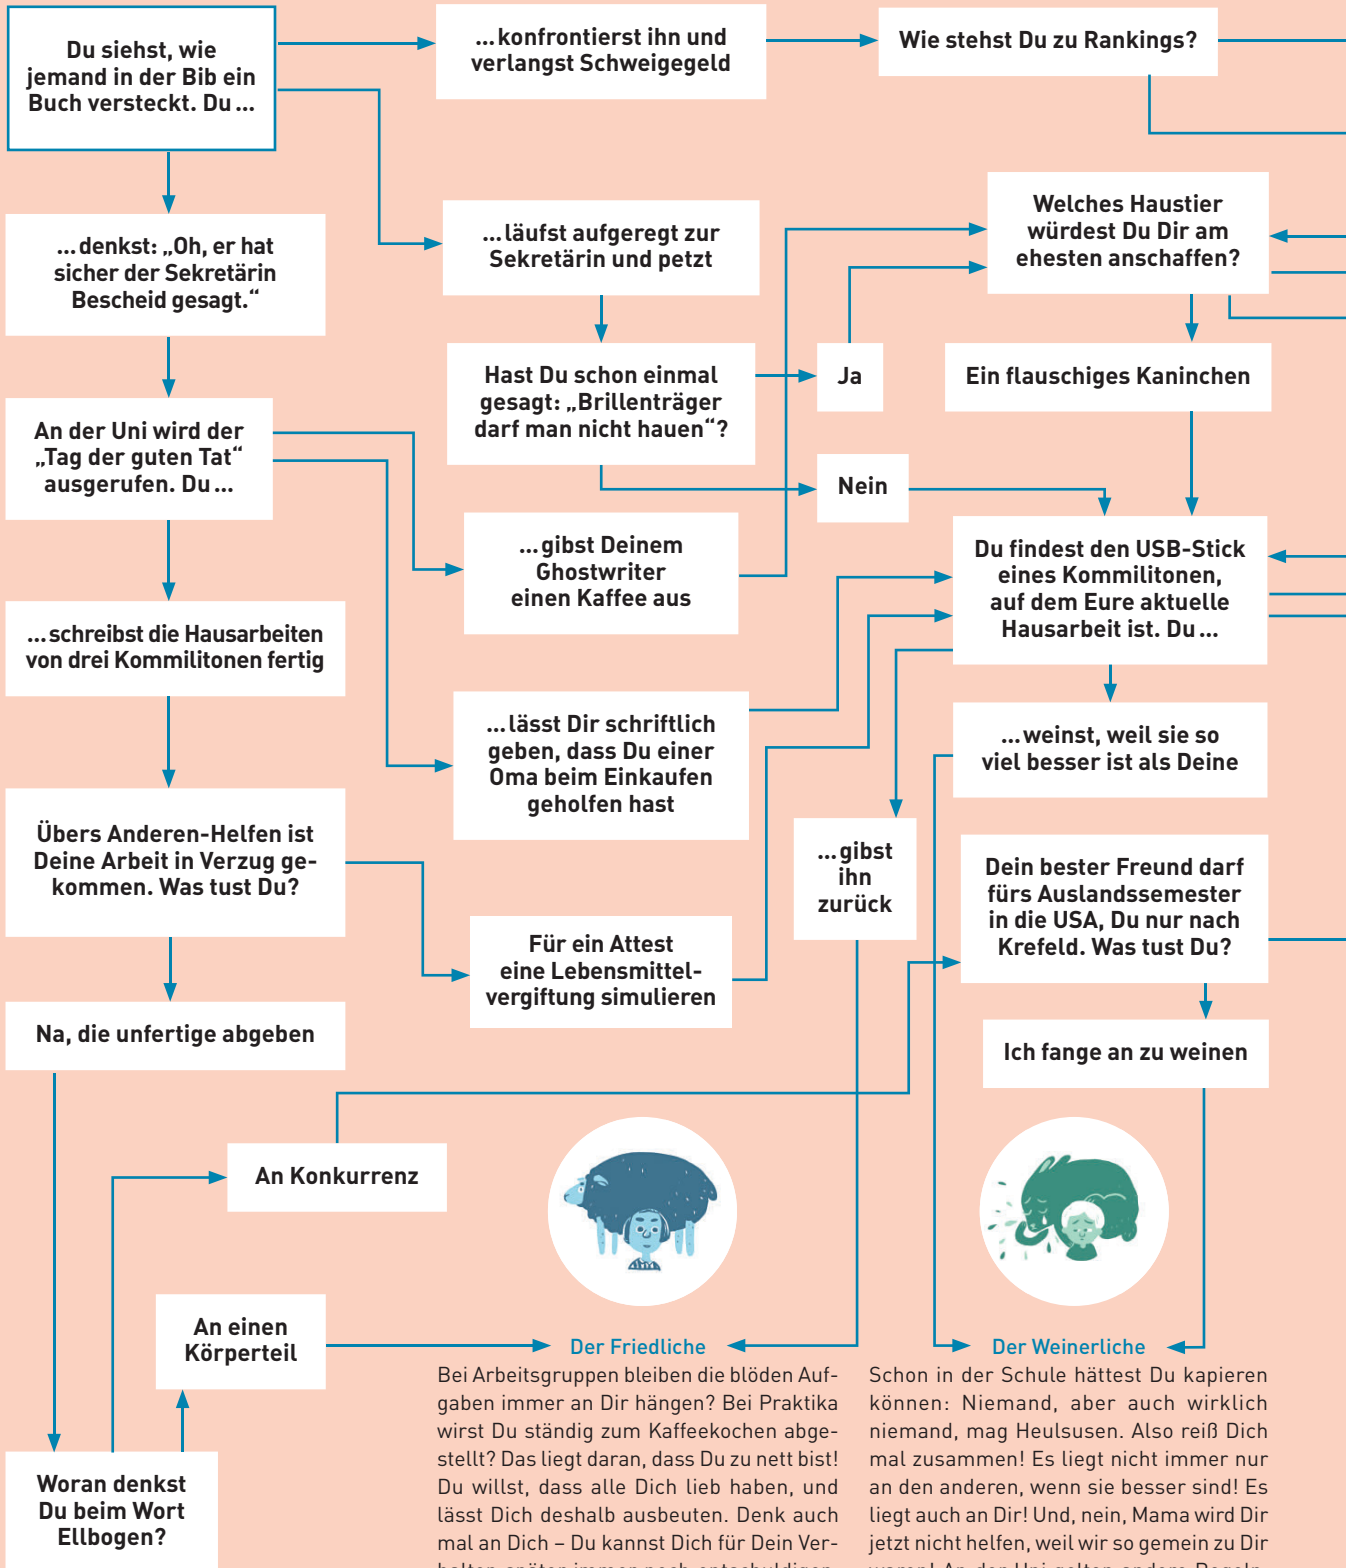 Du siehst, wie
jemand in der Bib ein
Buch versteckt. Du ...
... konfrontierst ihn und
verlangst Schweigegeld
Wie stehst Du zu Rankings?
... denkst: „Oh, er hat
sicher der Sekretärin
Bescheid gesagt.“
... läufst aufgeregt zur
Sekretärin und petzt
Welches Haustier
würdest Du Dir am
ehesten anschaffen?
Hast Du schon einmal
gesagt: „Brillenträger
darf man nicht hauen“?
Ja
Ein flauschiges Kaninchen
An der Uni wird der
„Tag der guten Tat“
ausgerufen. Du ...
Nein
... gibst Deinem
Ghostwriter
einen Kaffee aus
Du findest den USB-Stick
eines Kommilitonen,
auf dem Eure aktuelle
Hausarbeit ist. Du ...
... schreibst die Hausarbeiten
von drei Kommilitonen fertig
... lässt Dir schriftlich
geben, dass Du einer
Oma beim Einkaufen
geholfen hast
... weinst, weil sie so
viel besser ist als Deine
Übers Anderen-Helfen ist
Deine Arbeit in Verzug ge-
kommen. Was tust Du?
... gibst
ihn
zurück
Dein bester Freund darf
fürs Auslandssemester
in die USA, Du nur nach
Krefeld. Was tust Du?
Für ein Attest
eine Lebensmittel-
vergiftung simulieren
Na, die unfertige abgeben
Ich fange an zu weinen
An Konkurrenz
An einen
Körperteil
Woran denkst
Du beim Wort
Ellbogen?
Der Friedliche
Bei Arbeitsgruppen bleiben die blöden Auf-
gaben immer an Dir hängen? Bei Praktika
wirst Du ständig zum Kaffeekochen abge-
stellt? Das liegt daran, dass Du zu nett bist!
Du willst, dass alle Dich lieb haben, und
lässt Dich deshalb ausbeuten. Denk auch
mal an Dich – Du kannst Dich für Dein Ver-
halten später immer noch entschuldigen.
Der Weinerliche
Schon in der Schule hättest Du kapieren
können: Niemand, aber auch wirklich
niemand, mag Heulsusen. Also reiß Dich
mal zusammen! Es liegt nicht immer nur
an den anderen, wenn sie besser sind! Es
liegt auch an Dir! Und, nein, Mama wird Dir
jetzt nicht helfen, weil wir so gemein zu Dir
waren! An der Uni gelten andere Regeln.